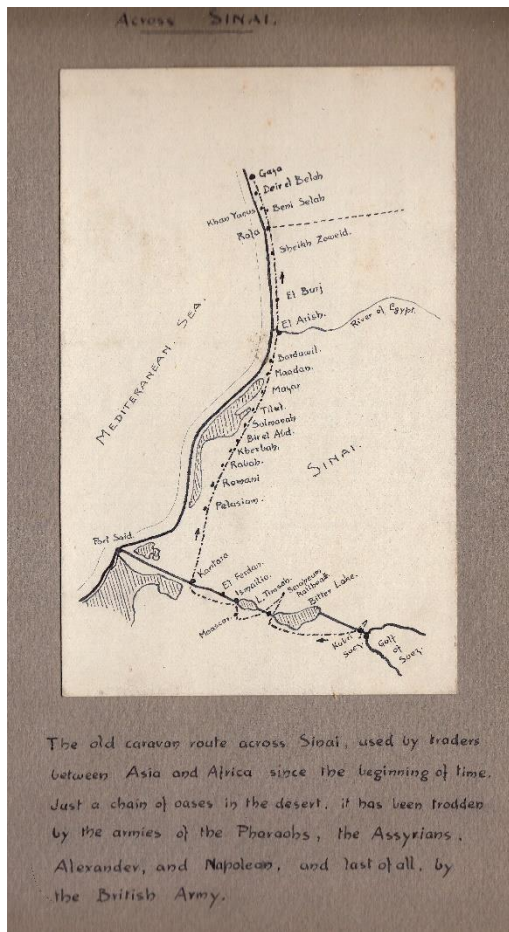 Across SINAI.
Gaza
Deir el Belah
Khan Yunus
Beni Selah
Rafa
Sheikh Zoweid.
El Burj
El Arish.
River of Egypt.
MEDITERANEAN. SEA.
Bardawil.
Maadan.
Mazar
Tilul.
Salmanah
Bir el Abd.
Kherbah.
Rabah.
SINAI.
Romani
Pelusium.
Port Said.
Kantara
El Ferdan.
Ismailia.
L. Timsah.
Serapeum
Railhead.
Bitter Lake.
Moascar.
Kubri
Suez.
Gulf
of
Suez.
The old caravan route across Sinai, used by traders
between Asia and Africa since the beginning of time.
Just a chain of oases in the desert, it has been trodden
by the armies of the Pharaohs, the Assyrians,
Alexander, and Napoleon, and last of all, by
the British Army.